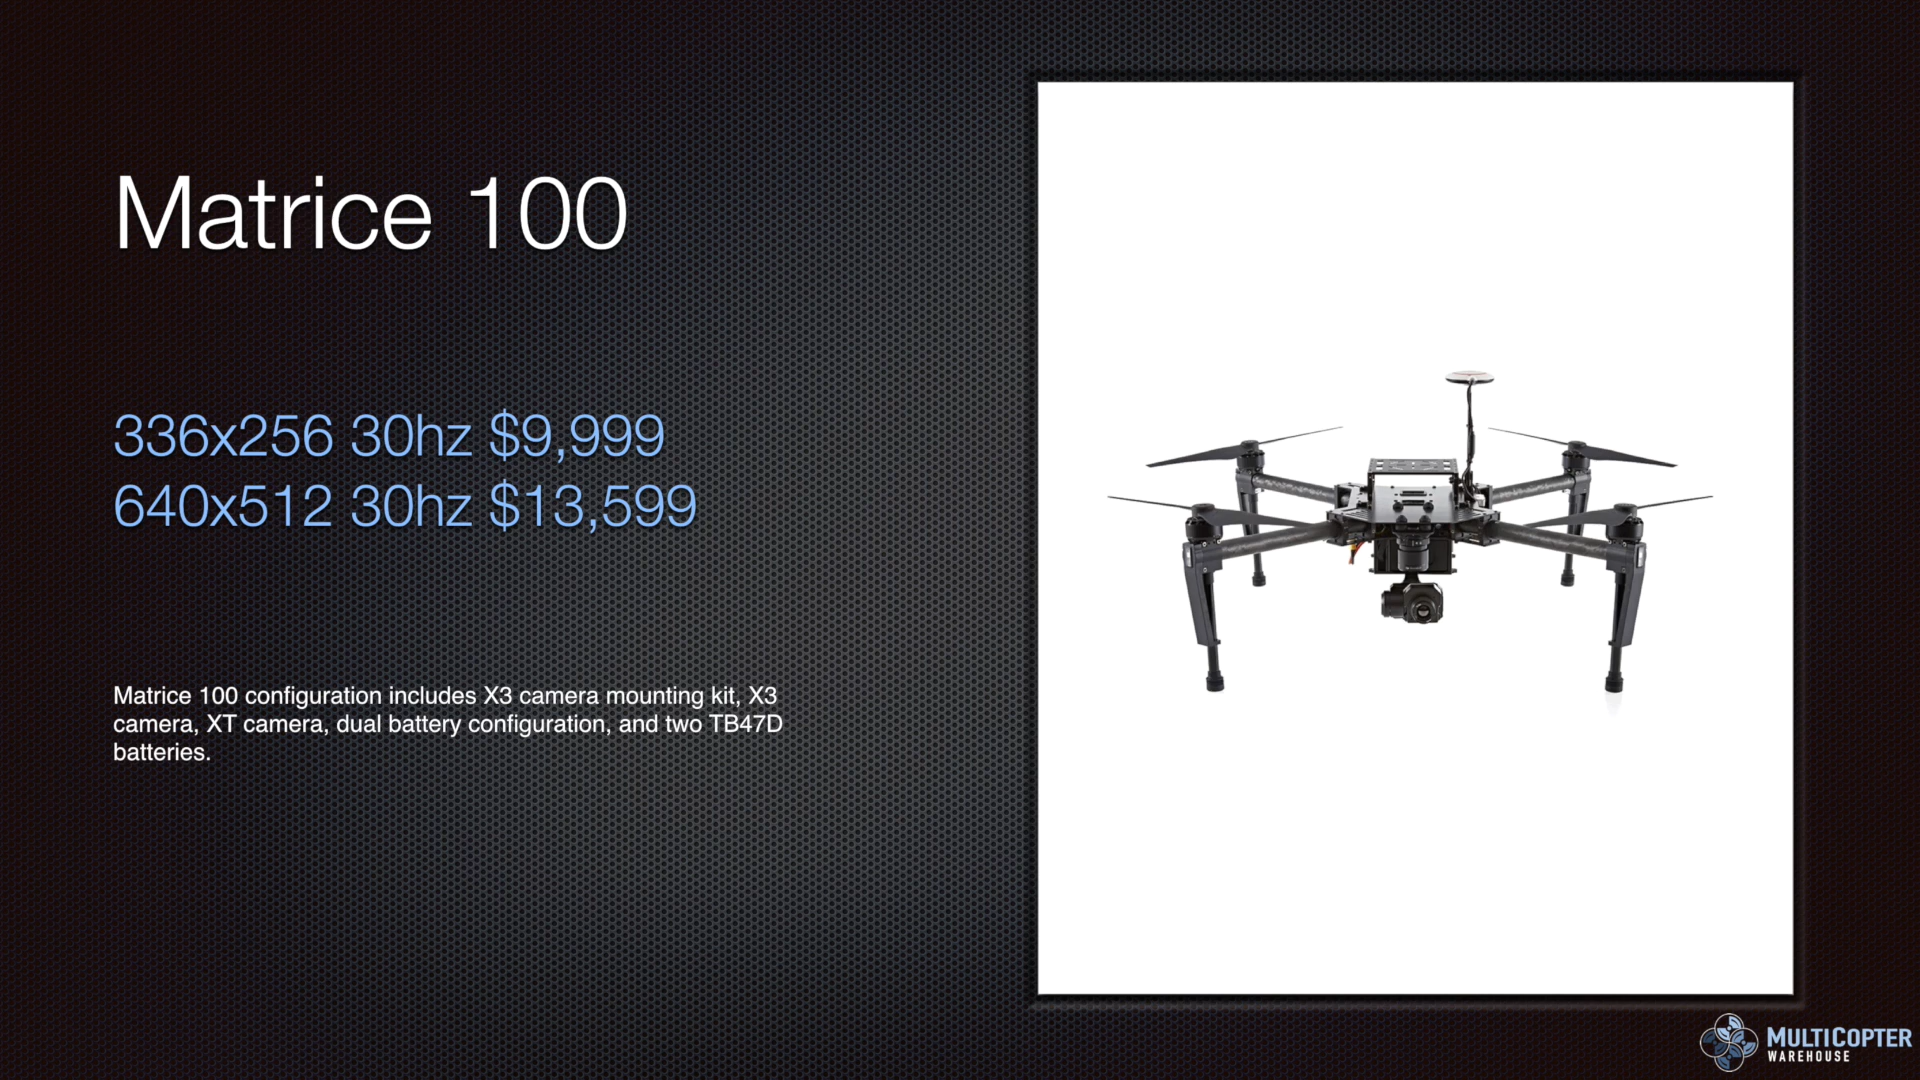 Matrice 100
336x256 30hz $9,999
640x512 30hz $13,599
Matrice 100 configuration includes X3 camera mounting kit, X3
camera, XT camera, dual battery configuration, and two TB47D
batteries.
MULTICOPTER
WAREHOUSE